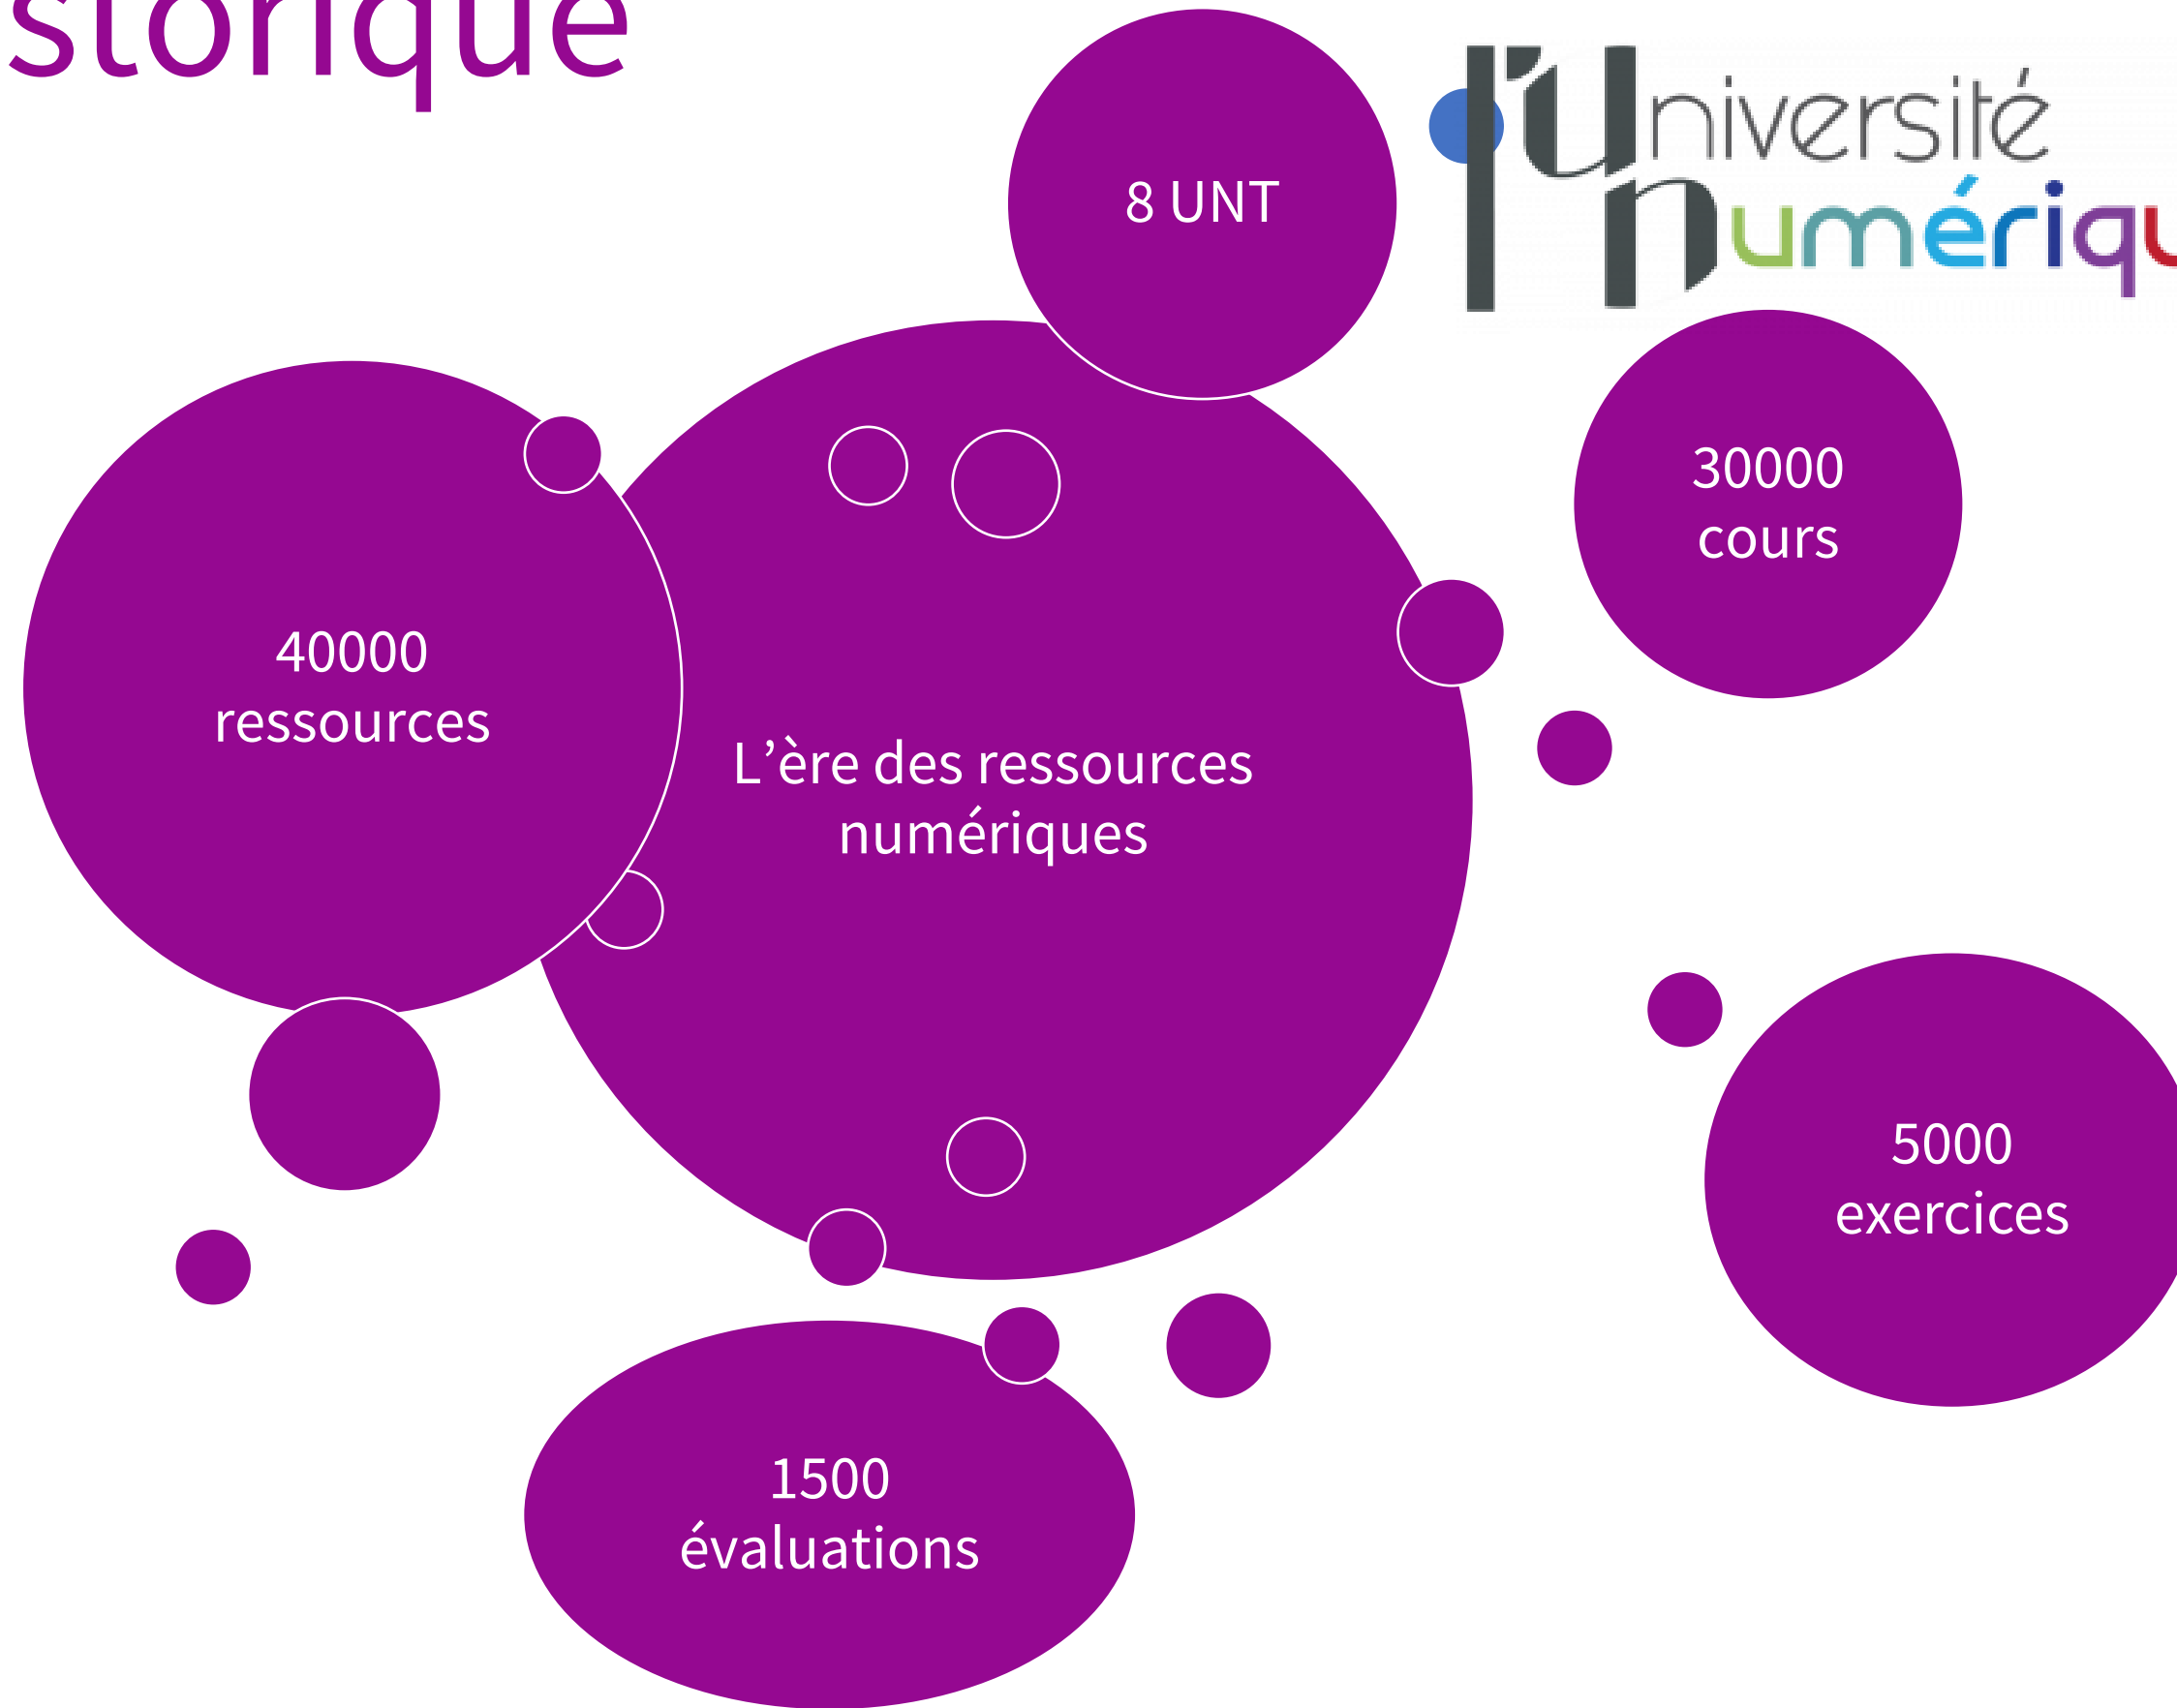 storique
8 UNT
l'Université
numériqu
30000
cours
40000
ressources
L’ère des ressources
numériques
5000
exercices
1500
évaluations